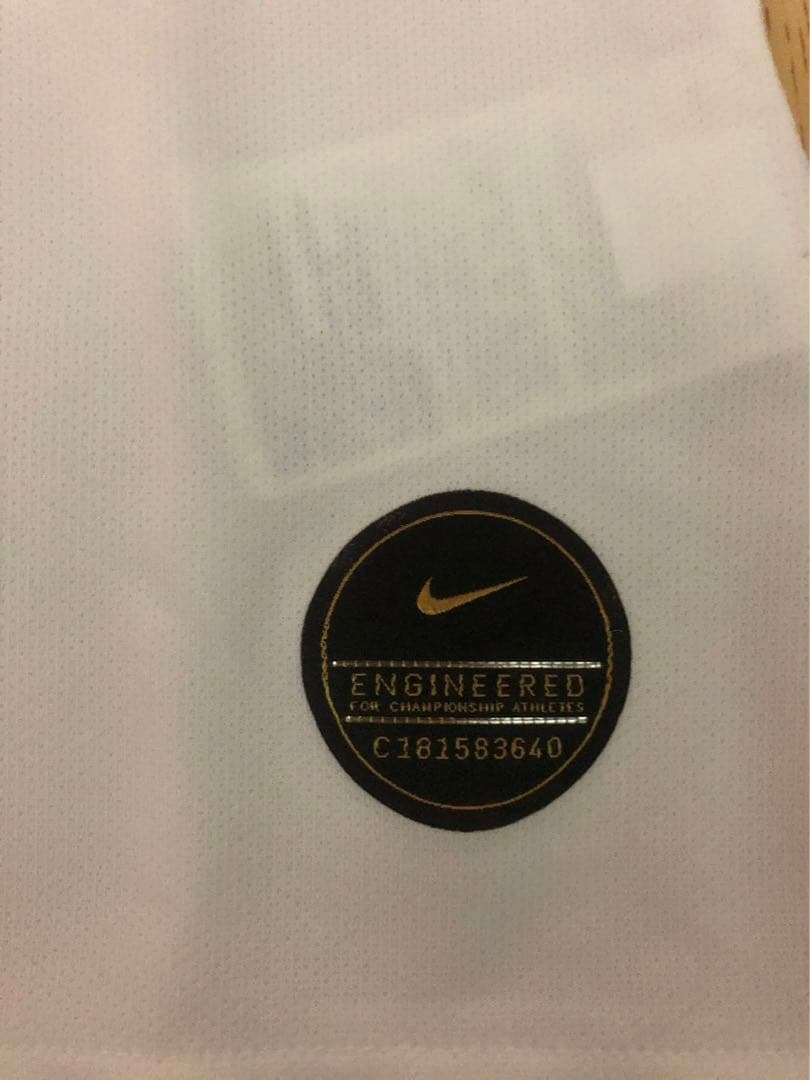 ENGINEERED
FOR CHAMPIONSHIP ATHLETES
C181583640